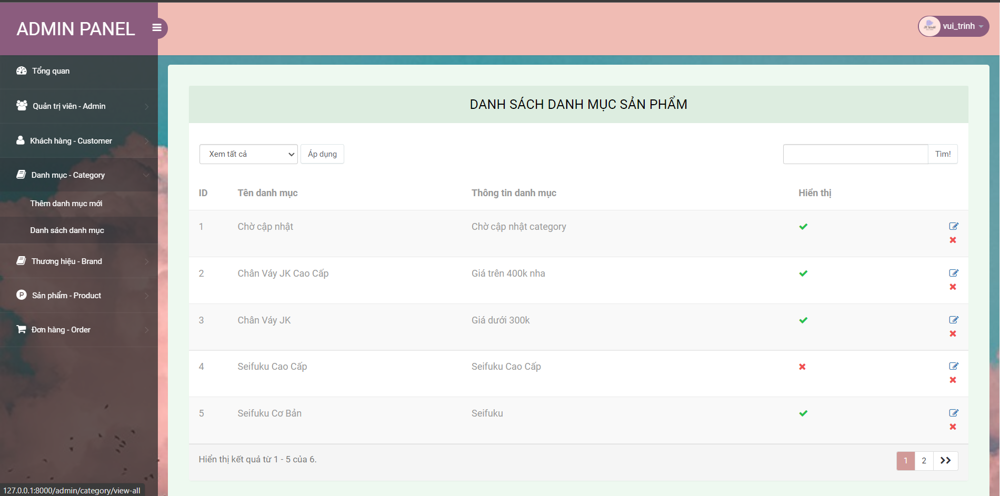 ADMIN PANEL
vui_trinh
Tổng quan
Quản trị viên - Admin
Khách hàng - Customer
Danh mục - Category
Thêm danh mục mới
Danh sách danh mục
Thương hiệu - Brand
P Sản phẩm - Product
Đơn hàng - Order
DANH SÁCH DANH MỤC SẢN PHẨM
Xem tất cả Áp dụng Tìm!
ID Tên danh mục Thông tin danh mục Hiển thị
1 Chờ cập nhật Chờ cập nhật category
2 Chân Váy JK Cao Cấp Giá trên 400k nha
3 Chân Váy JK Giá dưới 300k
4 Seifuku Cao Cấp Seifuku Cao Cấp
5 Seifuku Cơ Bản Seifuku
Hiển thị kết quả từ 1 - 5 của 6. 1 2
127.0.0.1:8000/admin/category/view-all